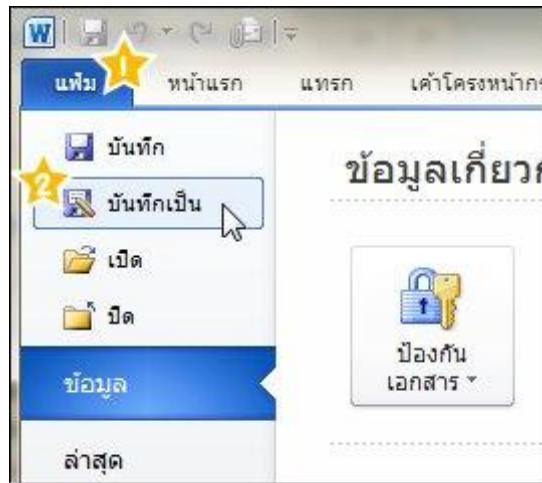 W
1
แฟ้ม หน้าแรก แทรก เค้าโครงหน้ากร
บันทึก
2
บันทึกเป็น
เปิด
ปิด
ข้อมูล
ล่าสุด
ข้อมูลเกี่ยวก
ป้องกัน
เอกสาร